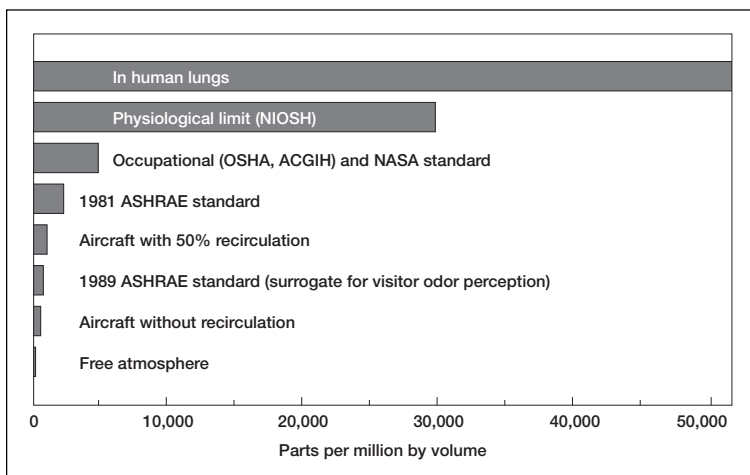 In human lungs
Physiological limit (NIOSH)
Occupational (OSHA, ACGIH) and NASA standard
1981 ASHRAE standard
Aircraft with 50% recirculation
1989 ASHRAE standard (surrogate for visitor odor perception)
Aircraft without recirculation
Free atmosphere
0 10,000 20,000 30,000 40,000 50,000
Parts per million by volume